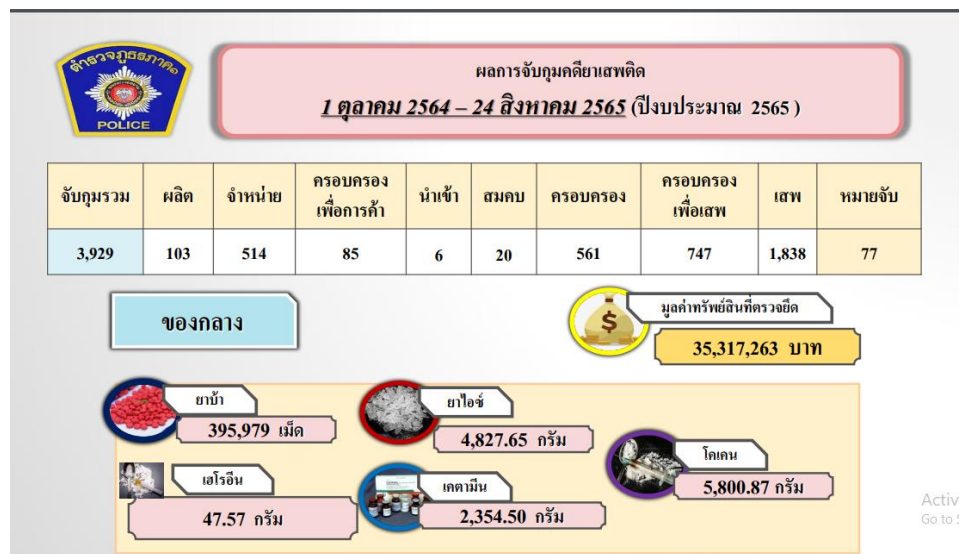 ตำรวจภูธรภาค๑
POLICE
ผลการจับกุมคดียาเสพติด
1 ตุลาคม 2564 – 24 สิงหาคม 2565 (ปีงบประมาณ 2565 )
จับกุมรวม ผลิต จำหน่าย ครอบครองเพื่อการค้า นำเข้า สมคบ ครอบครอง ครอบครองเพื่อเสพ เสพ หมายจับ
3,929 103 514 85 6 20 561 747 1,838 77
ของกลาง
มูลค่าทรัพย์สินที่ตรวจยึด
35,317,263 บาท
ยาบ้า
395,979 เม็ด
ยาไอซ์
4,827.65 กรัม
โคเคน
5,800.87 กรัม
เฮโรอีน
47.57 กรัม
เคตามีน
2,354.50 กรัม
Activ
Go to S